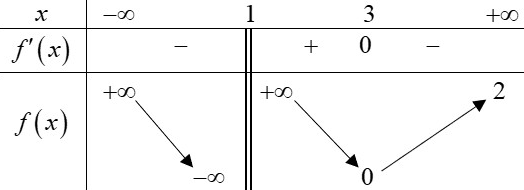 x −∞ 1 3 +∞
f′(x) − + 0 −
+∞ +∞ 2
f(x)
−∞ 0